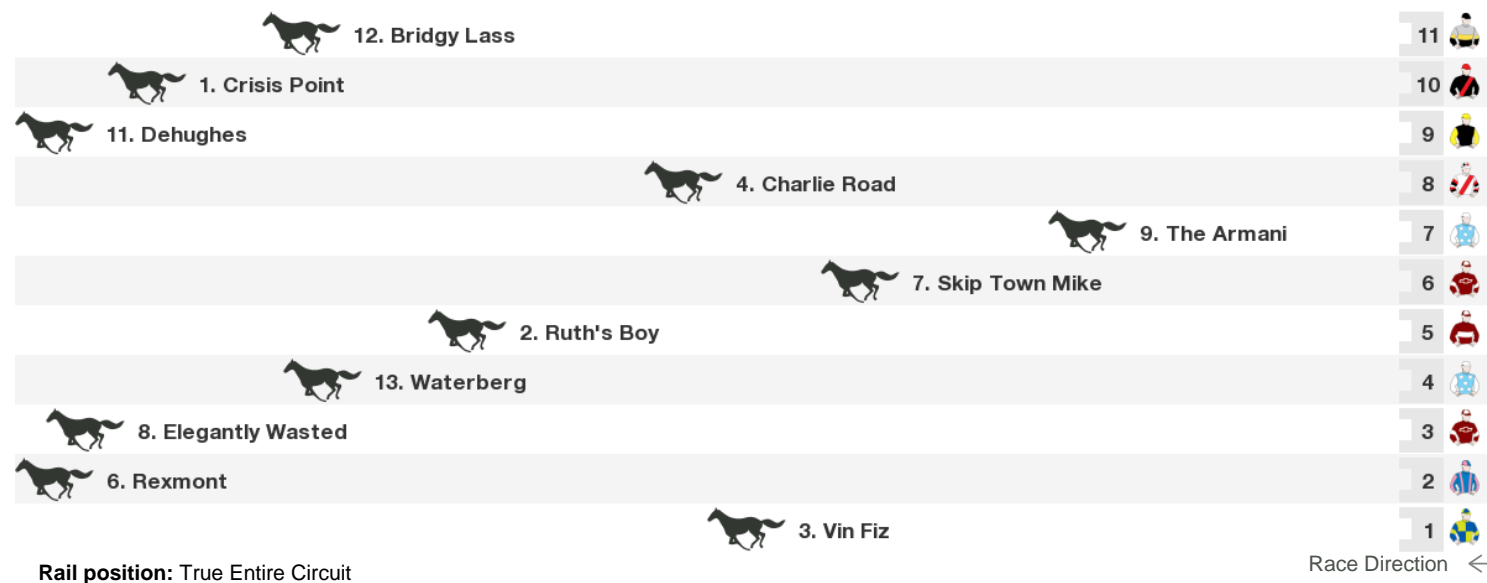 12. Bridgy Lass 11
1. Crisis Point 10
11. Dehughes 9
4. Charlie Road 8
9. The Armani 7
7. Skip Town Mike 6
2. Ruth's Boy 5
13. Waterberg 4
8. Elegantly Wasted 3
6. Rexmont 2
3. Vin Fiz 1
Race Direction
Rail position: True Entire Circuit